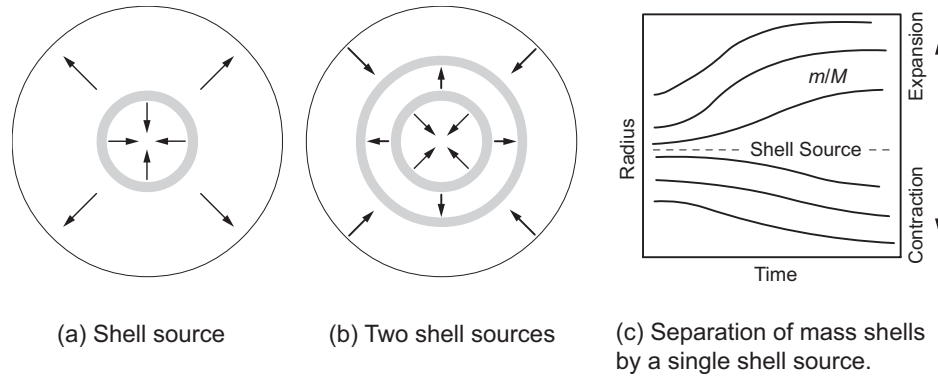 (a) Shell source
(b) Two shell sources
Radius
m/M
Shell Source
Time
Expansion
Contraction
(c) Separation of mass shells
by a single shell source.